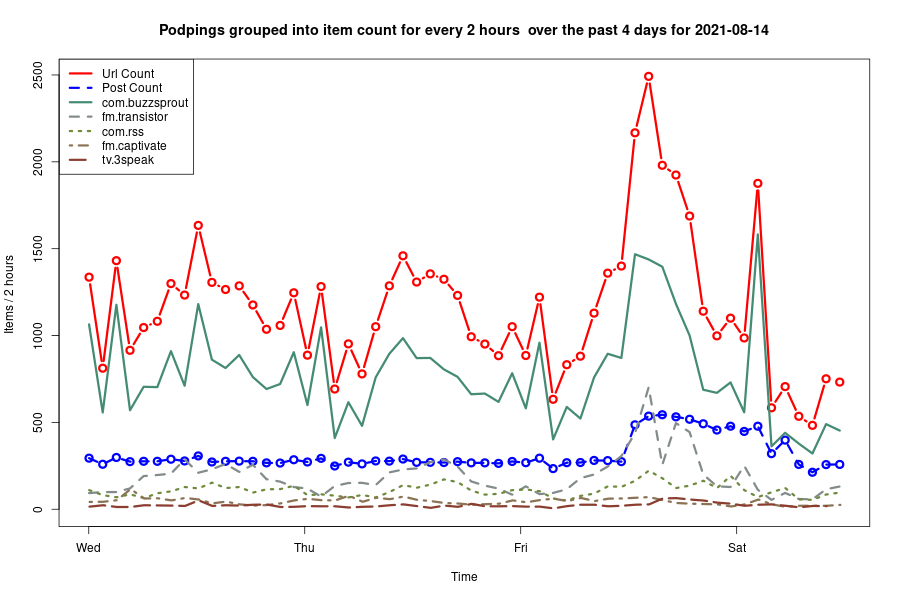 Podpings grouped into item count for every 2 hours  over the past 4 days for 2021-08-14
Url Count
Post Count
com.buzzsprout
fm.transistor
com.rss
fm.captivate
tv.3speak
Items / 2 hours
2500
2000
1500
1000
500
0
Wed
Thu
Fri
Sat
Time